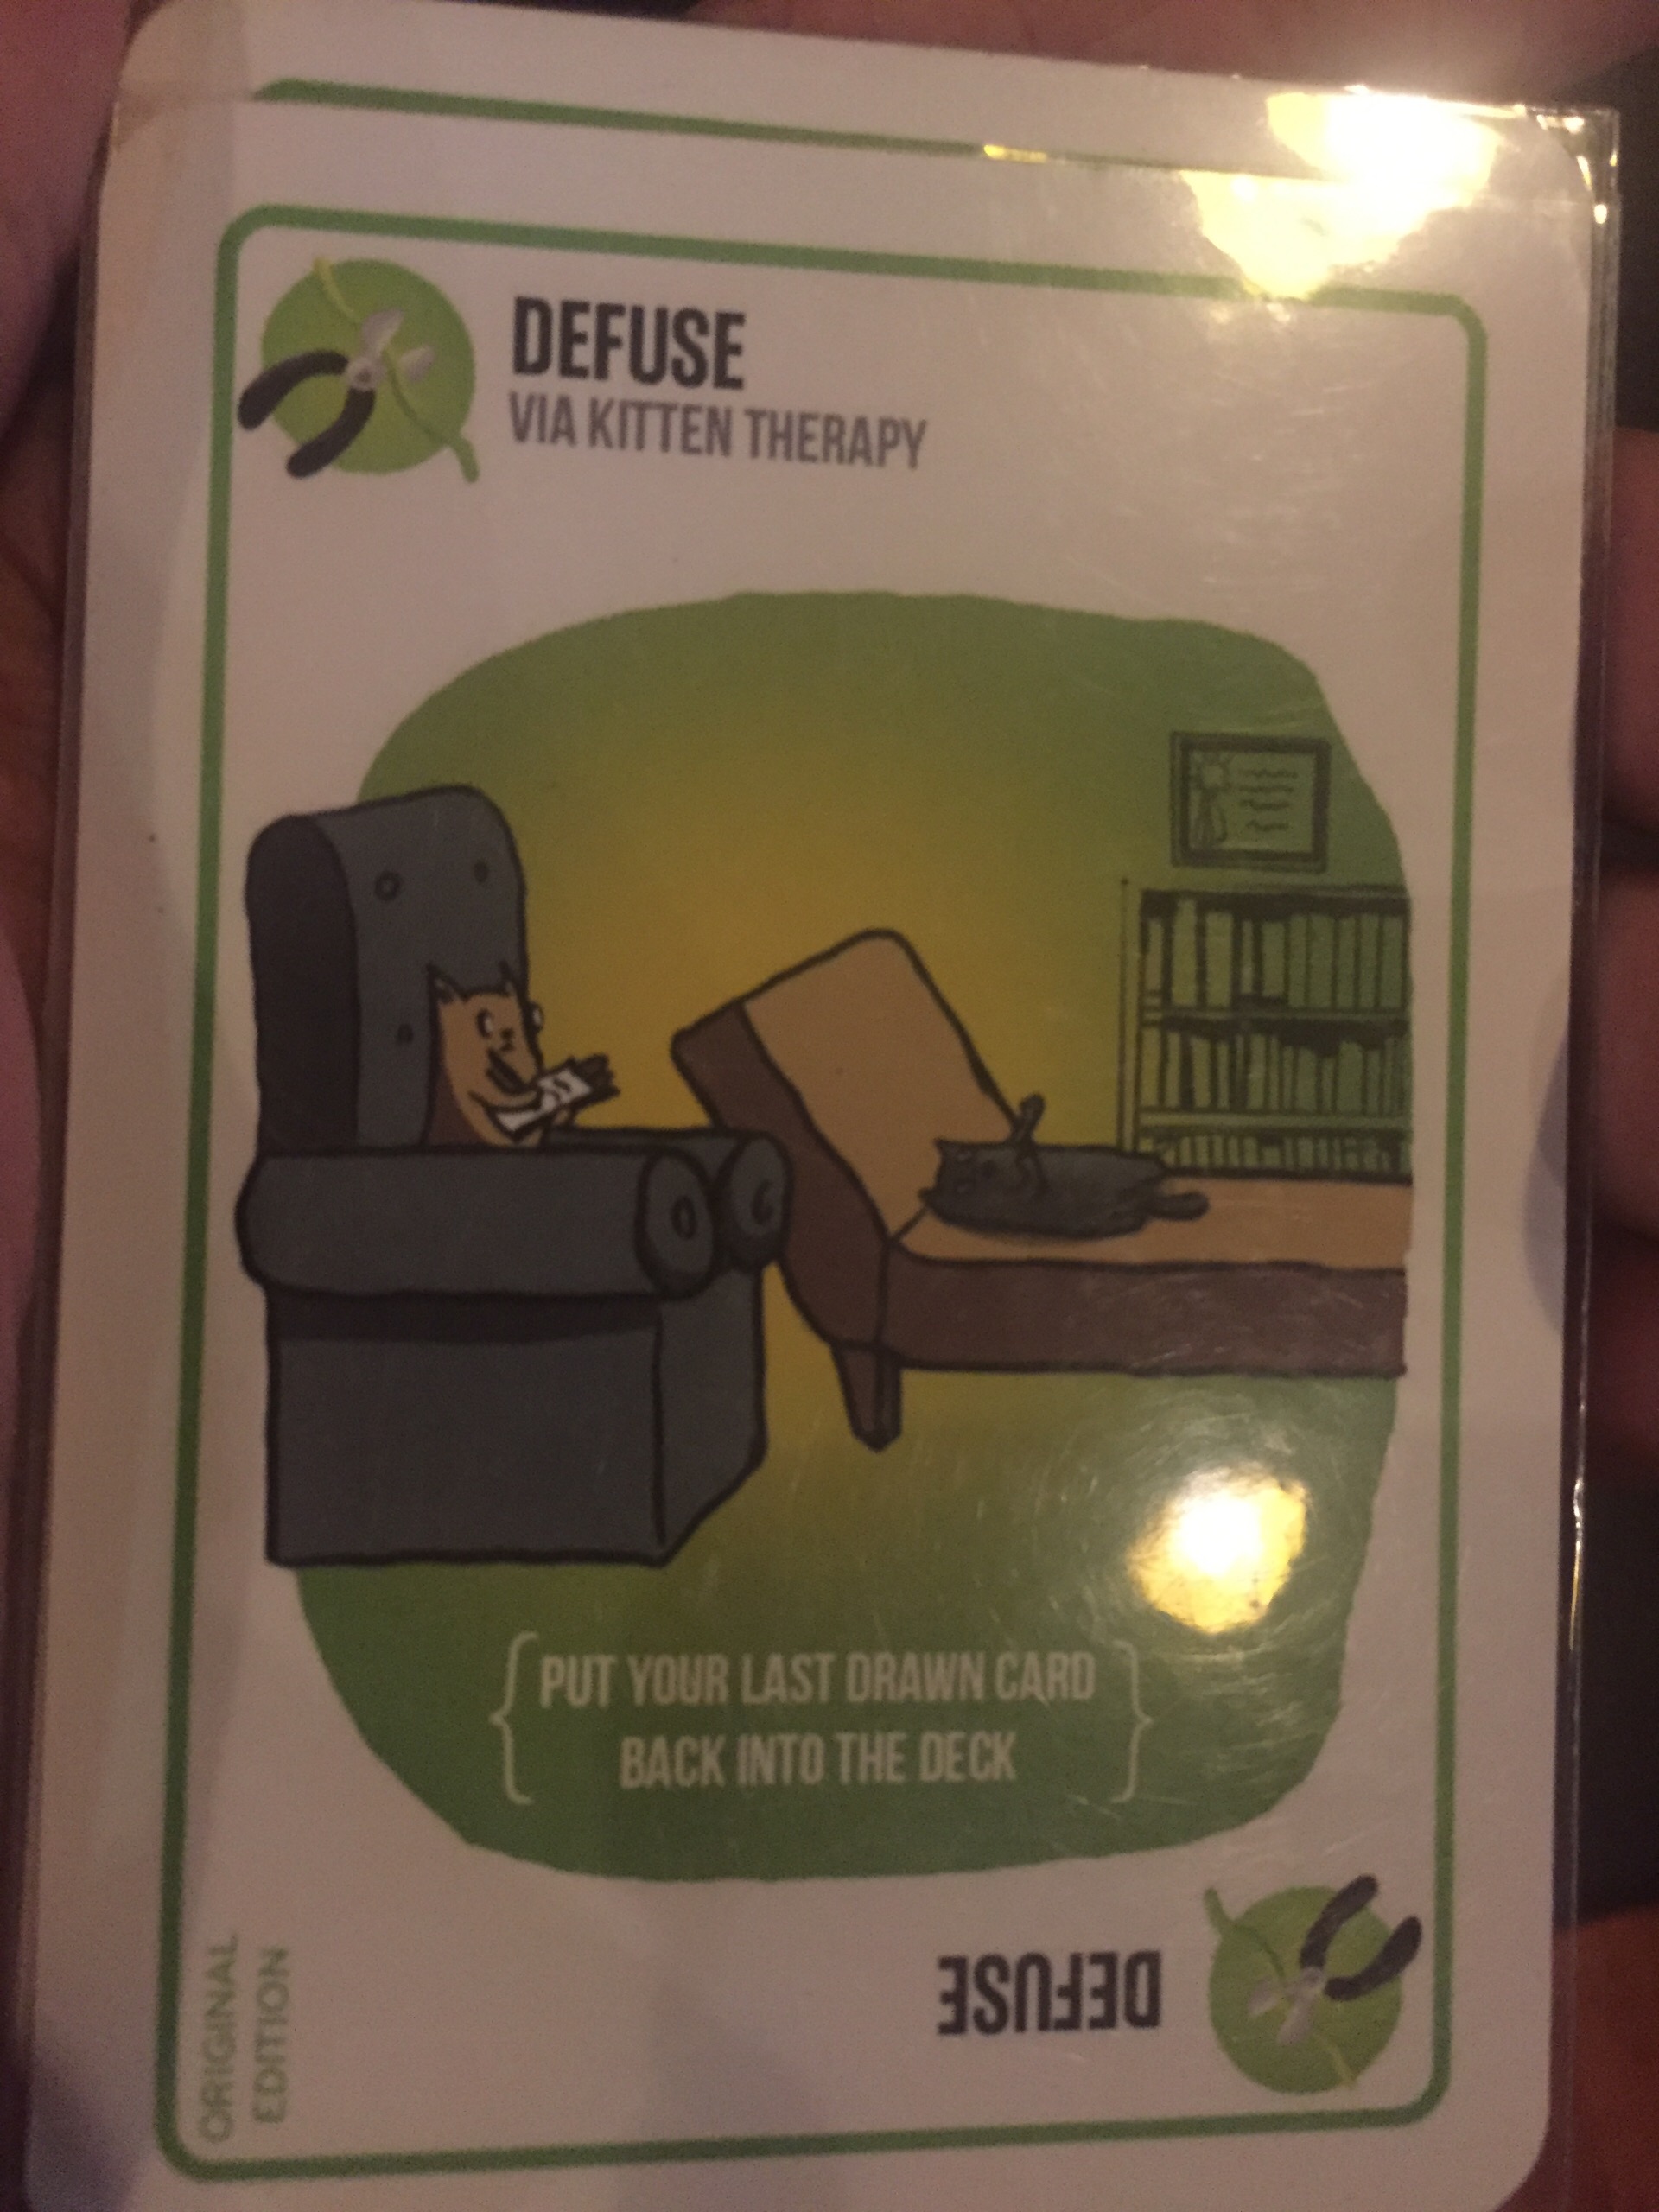 DEFUSE
VIA KITTEN THERAPY
PUT YOUR LAST DRAWN CARD
BACK INTO THE DECK
DEFUSE
ORIGINAL
EDITION